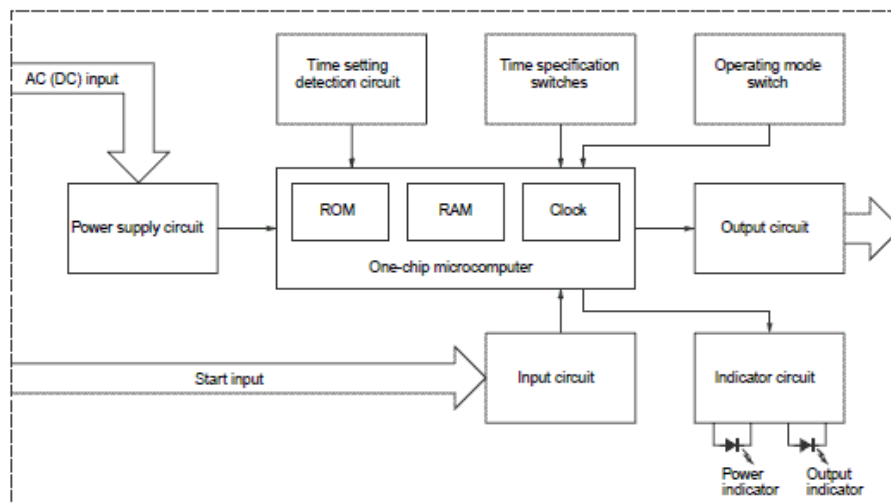 AC (DC) input
Time setting
detection circuit
Time specification
switches
Operating mode
switch
Power supply circuit
ROM
RAM
Clock
One-chip microcomputer
Output circuit
Start input
Input circuit
Indicator circuit
Power
indicator
Output
indicator